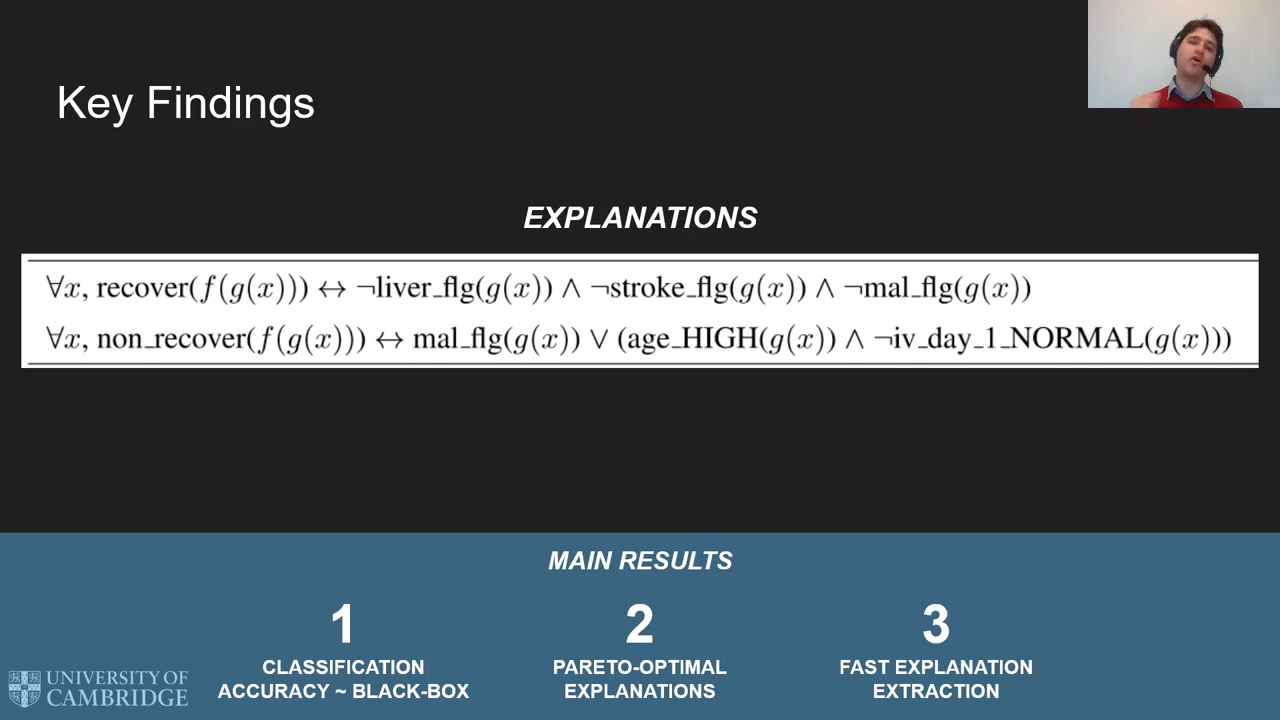 Key Findings
EXPLANATIONS
∀x, recover(f(g(x))) ↔ ¬liver_flg(g(x)) ∧ ¬stroke_flg(g(x)) ∧ ¬mal_flg(g(x))
∀x, non_recover(f(g(x))) ↔ mal_flg(g(x)) ∨ (age_HIGH(g(x)) ∧ ¬iv_day_1_NORMAL(g(x)))
MAIN RESULTS
1
CLASSIFICATION
ACCURACY ~ BLACK-BOX
2
PARETO-OPTIMAL
EXPLANATIONS
3
FAST EXPLANATION
EXTRACTION
UNIVERSITY OF
CAMBRIDGE